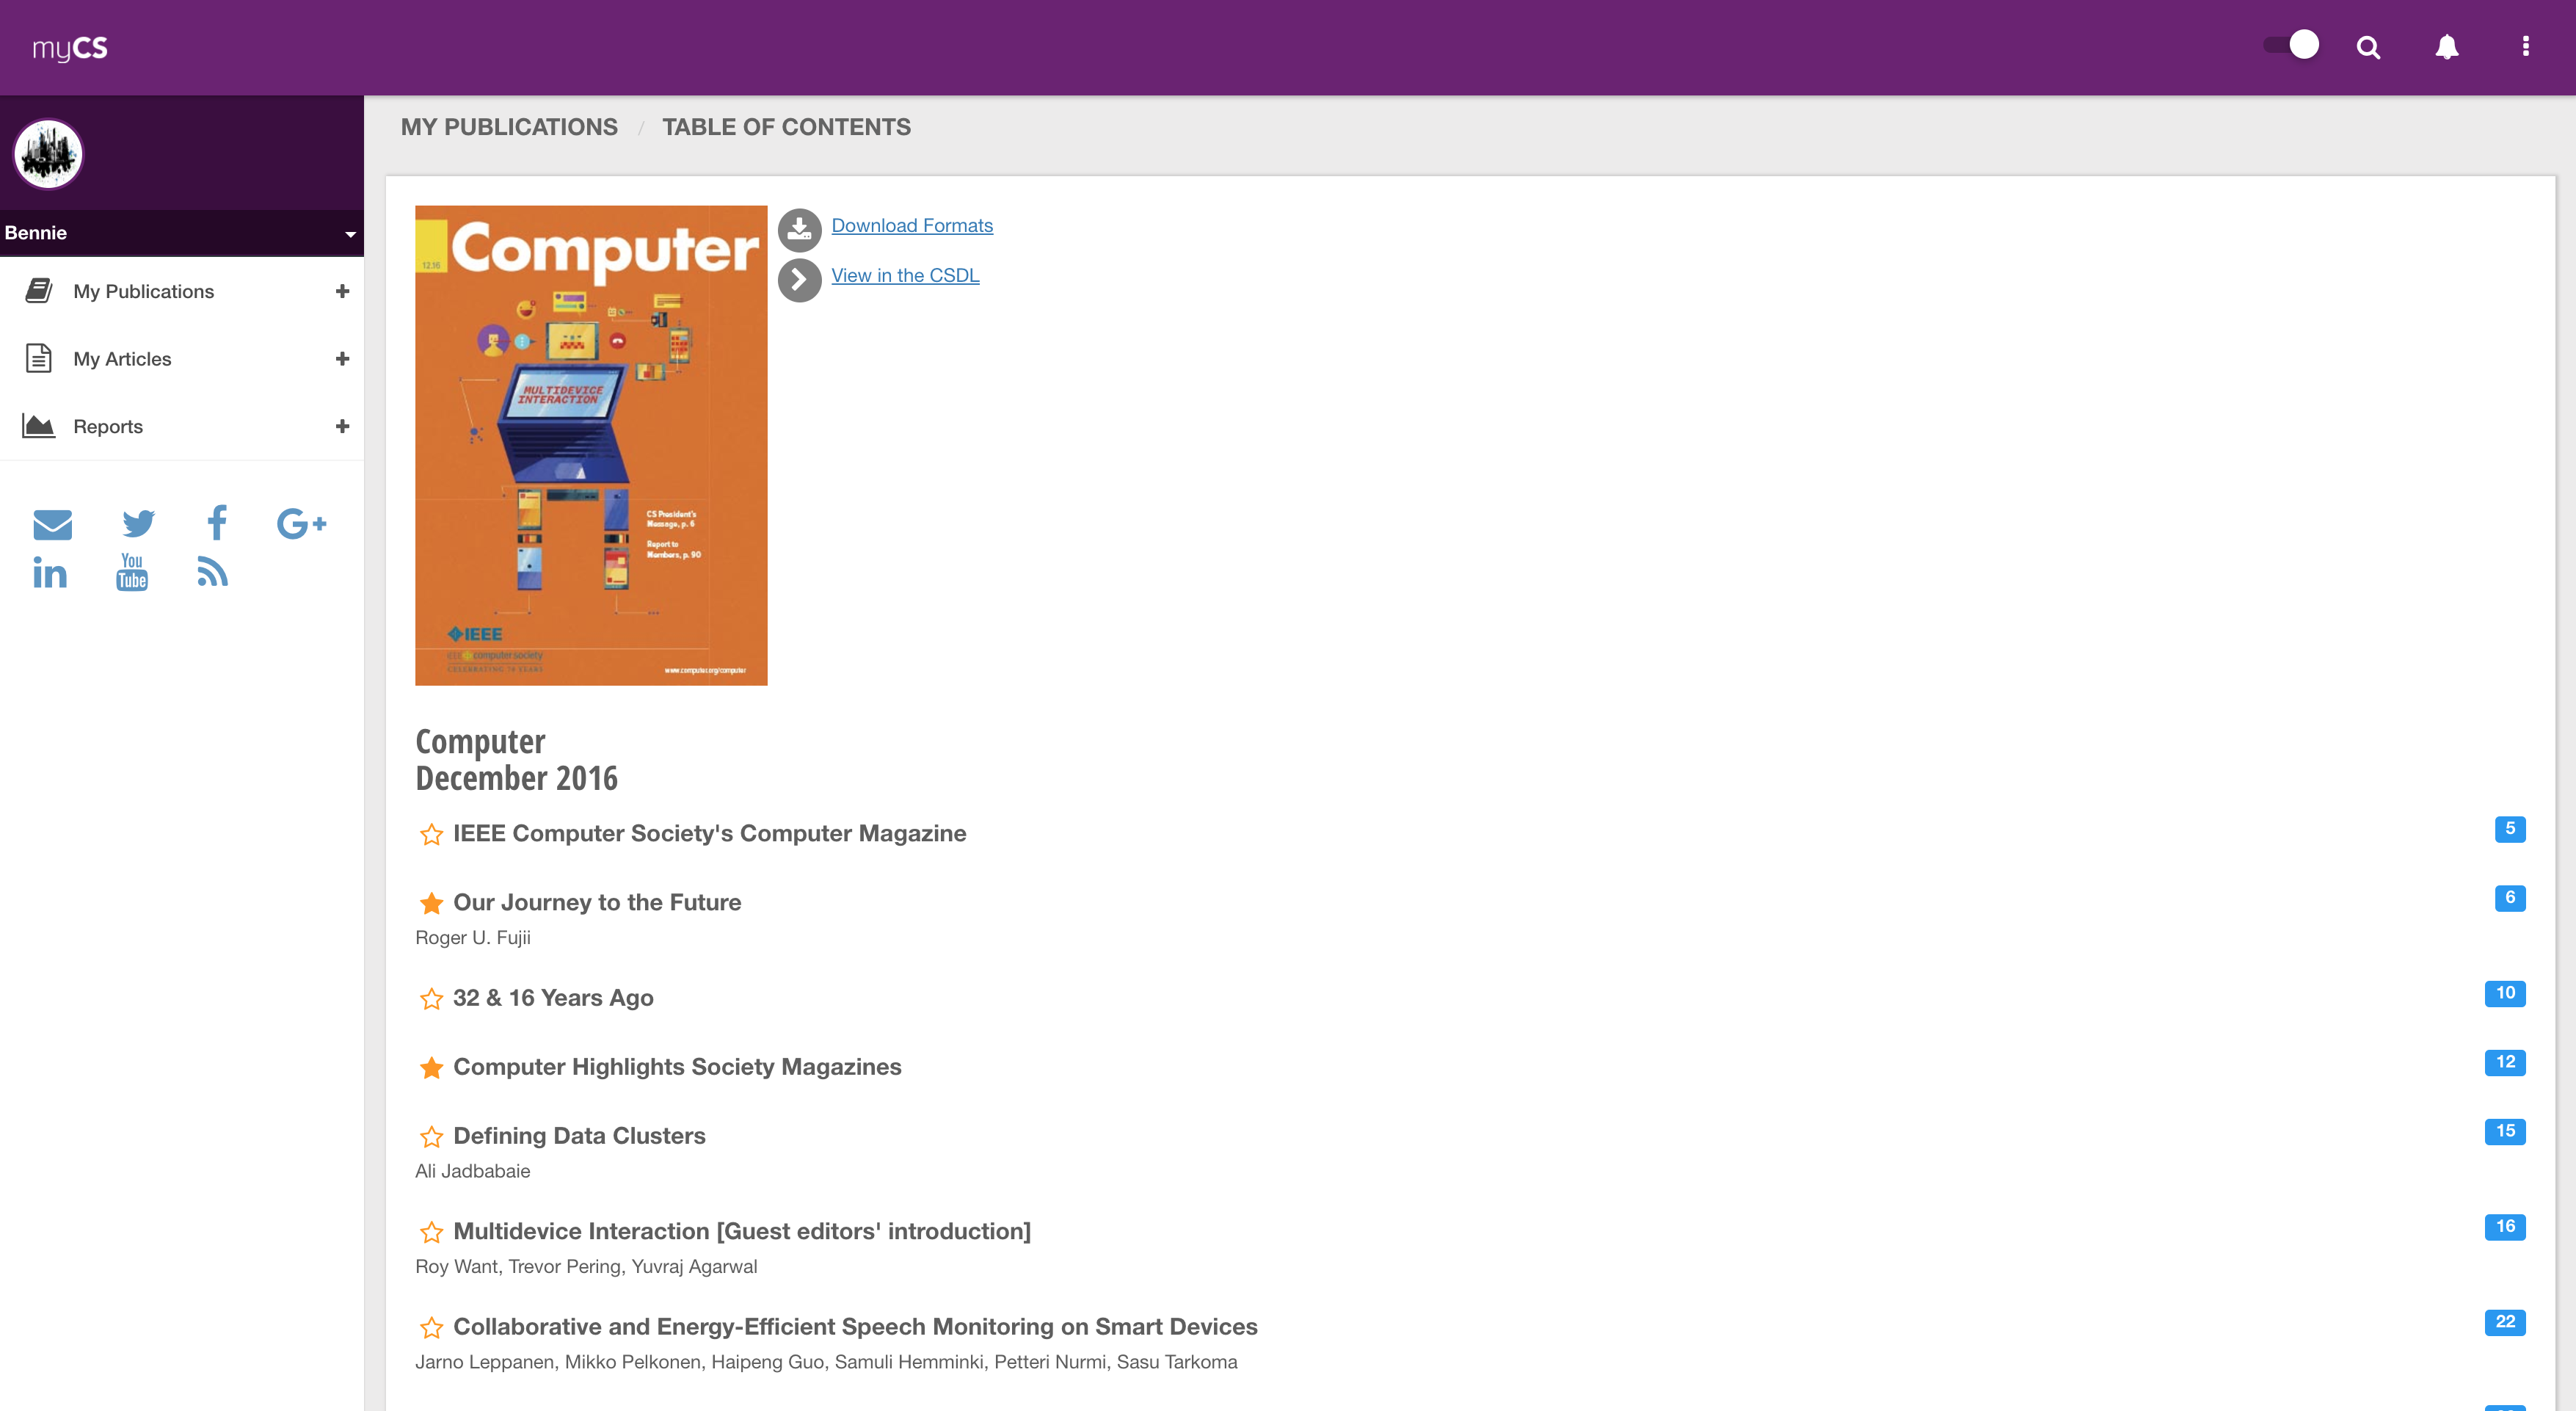 myCS
Bennie
My Publications
My Articles
Reports
You
Tube
MY PUBLICATIONS / TABLE OF CONTENTS
12.16
Computer
MULTIDEVICE
INTERACTION
CS President's
Message, p. 6
Report to
Members, p. 90
IEEE
IEEE computer society
CELEBRATING 70 YEARS
www.computer.org/computer
Download Formats
View in the CSDL
Computer
December 2016
IEEE Computer Society's Computer Magazine 5
Our Journey to the Future 6
Roger U. Fujii
32 & 16 Years Ago 10
Computer Highlights Society Magazines 12
Defining Data Clusters 15
Ali Jadbabaie
Multidevice Interaction [Guest editors' introduction] 16
Roy Want, Trevor Pering, Yuvraj Agarwal
Collaborative and Energy-Efficient Speech Monitoring on Smart Devices 22
Jarno Leppanen, Mikko Pelkonen, Haipeng Guo, Samuli Hemminki, Petteri Nurmi, Sasu Tarkoma